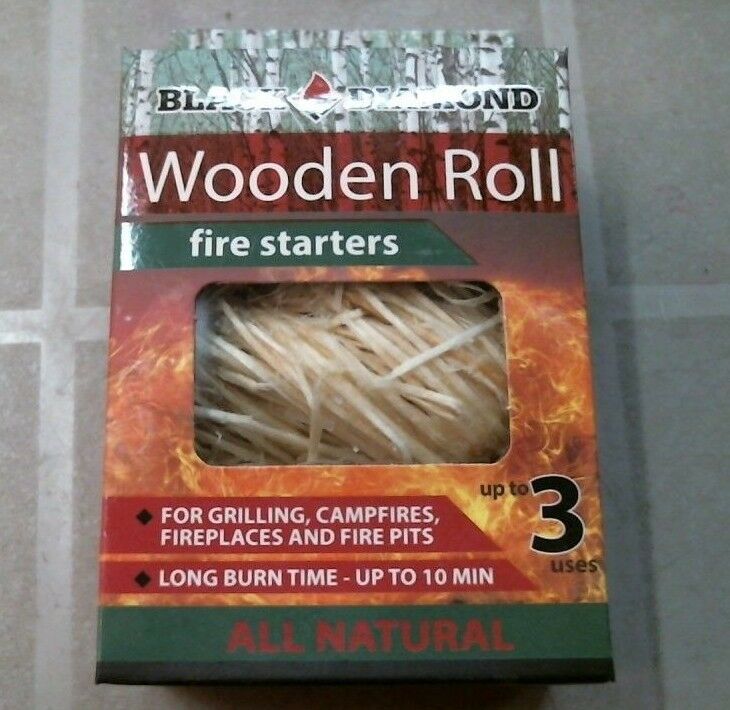 BLACK DIAMOND™
Wooden Roll
fire starters
up to 3 uses
◆ FOR GRILLING, CAMPFIRES,
FIREPLACES AND FIRE PITS
◆ LONG BURN TIME - UP TO 10 MIN
ALL NATURAL